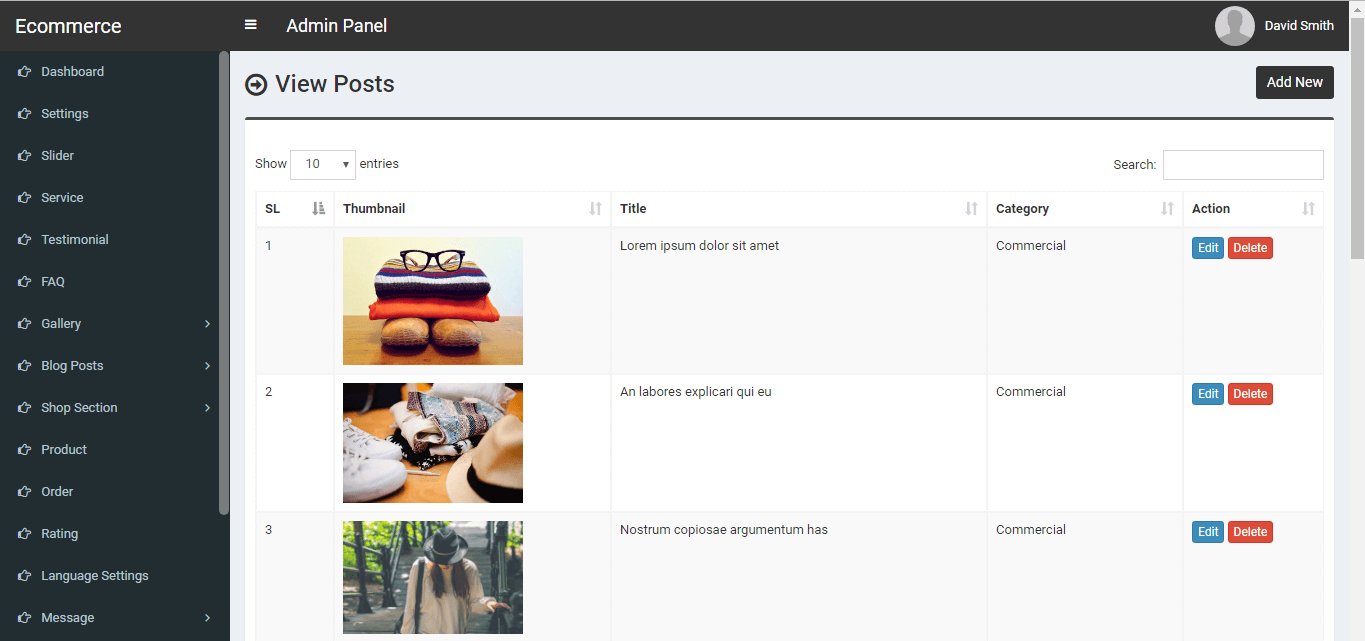 Ecommerce
Admin Panel
David Smith
Dashboard
Settings
Slider
Service
Testimonial
FAQ
Gallery
Blog Posts
Shop Section
Product
Order
Rating
Language Settings
Message
View Posts
Add New
Show 10 entries
Search:
SL Thumbnail Title Category Action
1 Lorem ipsum dolor sit amet Commercial Edit Delete
2 An labores explicari qui eu Commercial Edit Delete
3 Nostrum copiosae argumentum has Commercial Edit Delete